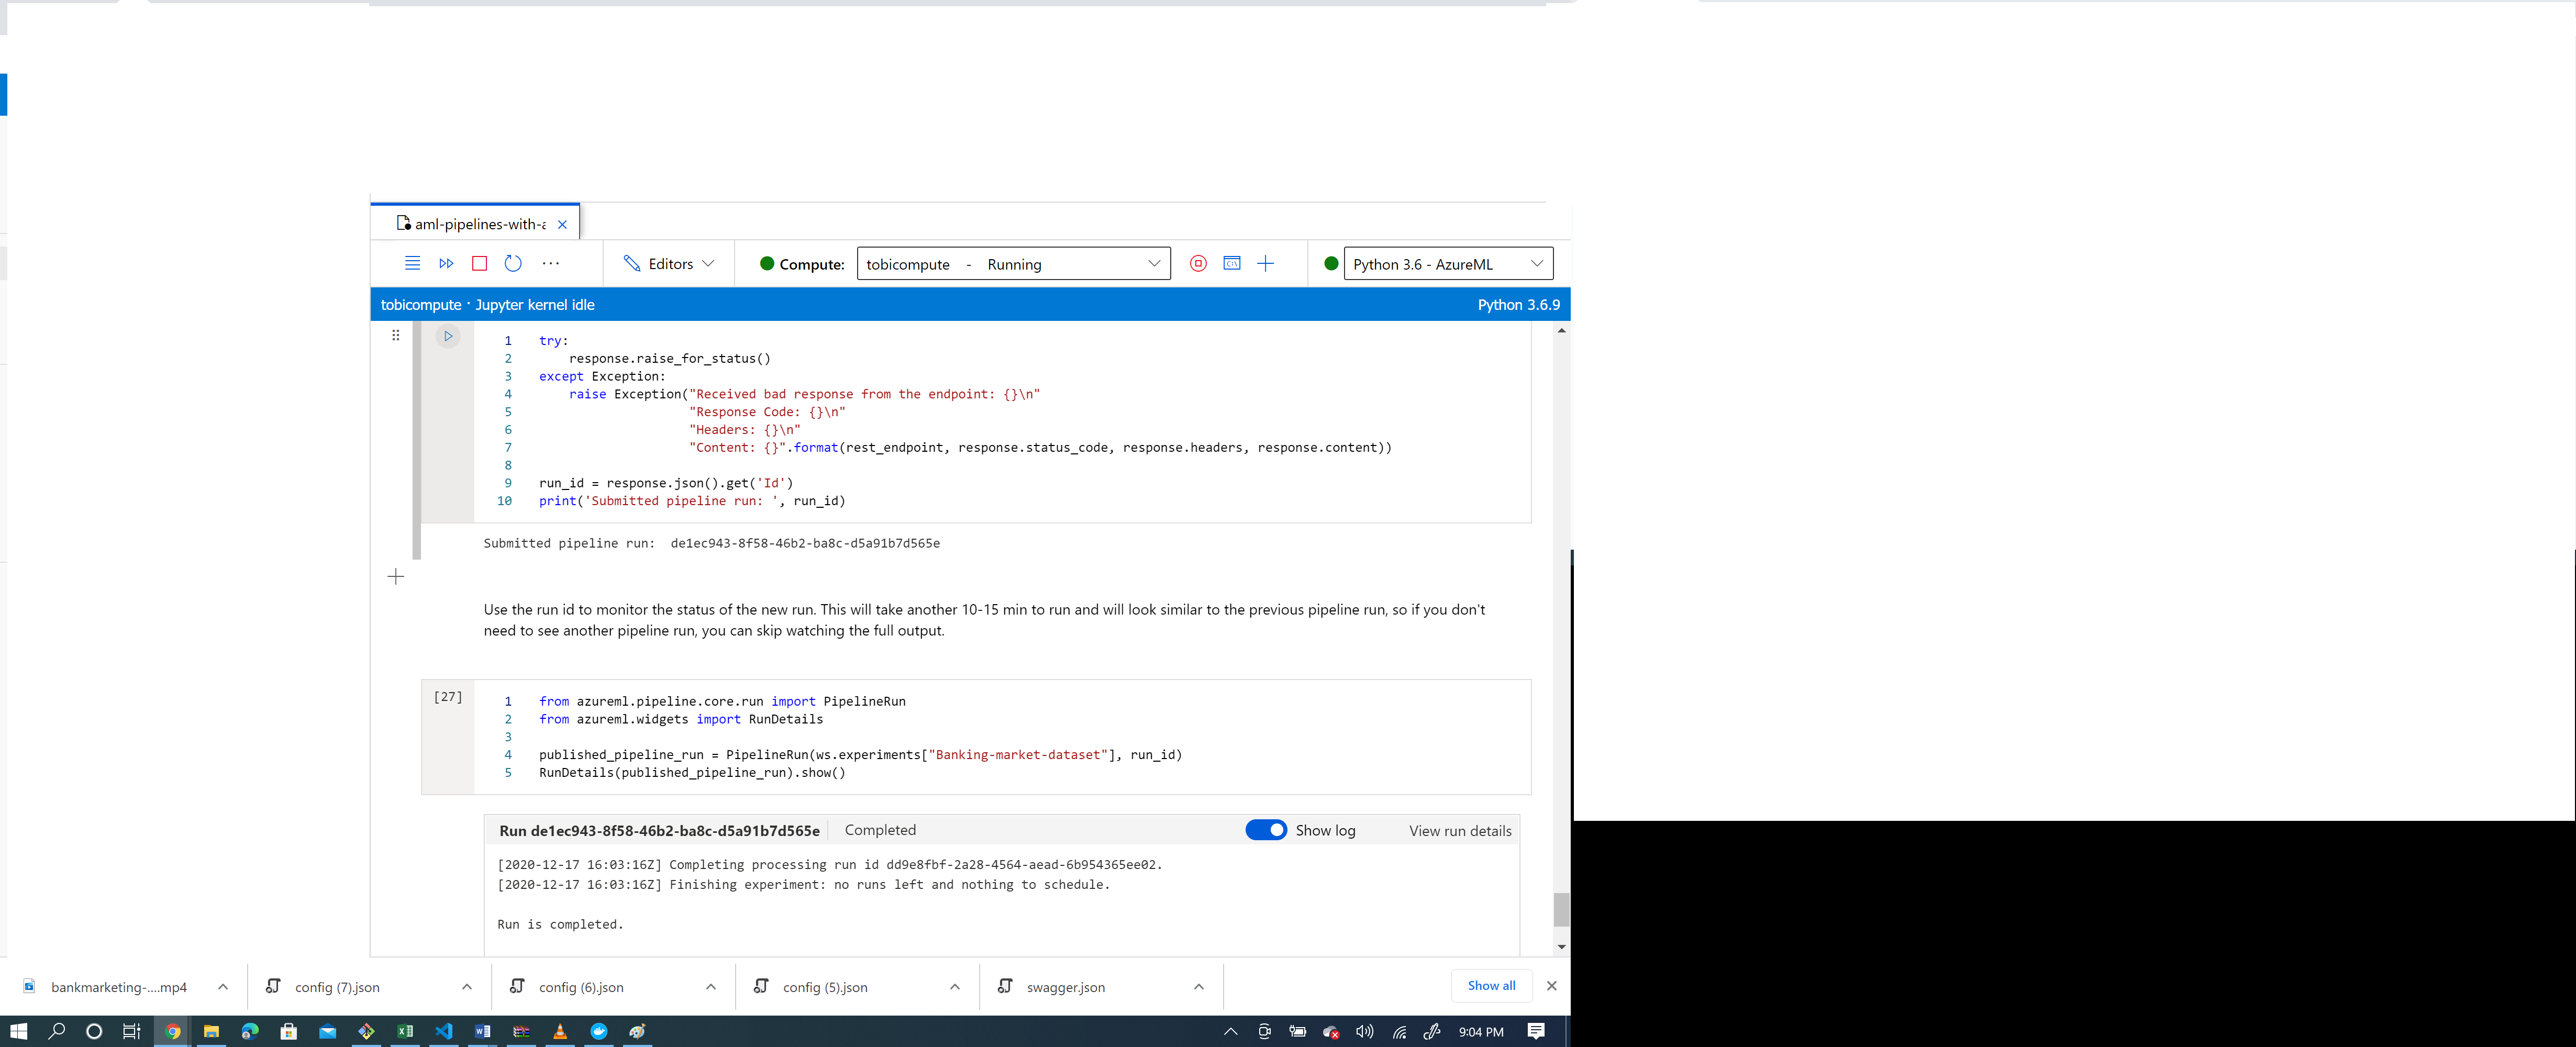 aml-pipelines-with-a
Editors
Compute:
tobicompute - Running
C:\
Python 3.6 - AzureML
tobicompute · Jupyter kernel idle
Python 3.6.9
1 try:
2 response.raise_for_status()
3 except Exception:
4 raise Exception("Received bad response from the endpoint: {}\n"
5 "Response Code: {}\n"
6 "Headers: {}\n"
7 "Content: {}".format(rest_endpoint, response.status_code, response.headers, response.content))
8
9 run_id = response.json().get('Id')
10 print('Submitted pipeline run: ', run_id)
Submitted pipeline run:  de1ec943-8f58-46b2-ba8c-d5a91b7d565e
Use the run id to monitor the status of the new run. This will take another 10-15 min to run and will look similar to the previous pipeline run, so if you don't
need to see another pipeline run, you can skip watching the full output.
[27]
1 from azureml.pipeline.core.run import PipelineRun
2 from azureml.widgets import RunDetails
3
4 published_pipeline_run = PipelineRun(ws.experiments["Banking-market-dataset"], run_id)
5 RunDetails(published_pipeline_run).show()
Run de1ec943-8f58-46b2-ba8c-d5a91b7d565e
Completed
Show log
View run details
[2020-12-17 16:03:16Z] Completing processing run id dd9e8fbf-2a28-4564-aead-6b954365ee02.
[2020-12-17 16:03:16Z] Finishing experiment: no runs left and nothing to schedule.
Run is completed.
bankmarketing-....mp4
config (7).json
config (6).json
config (5).json
swagger.json
Show all
9:04 PM